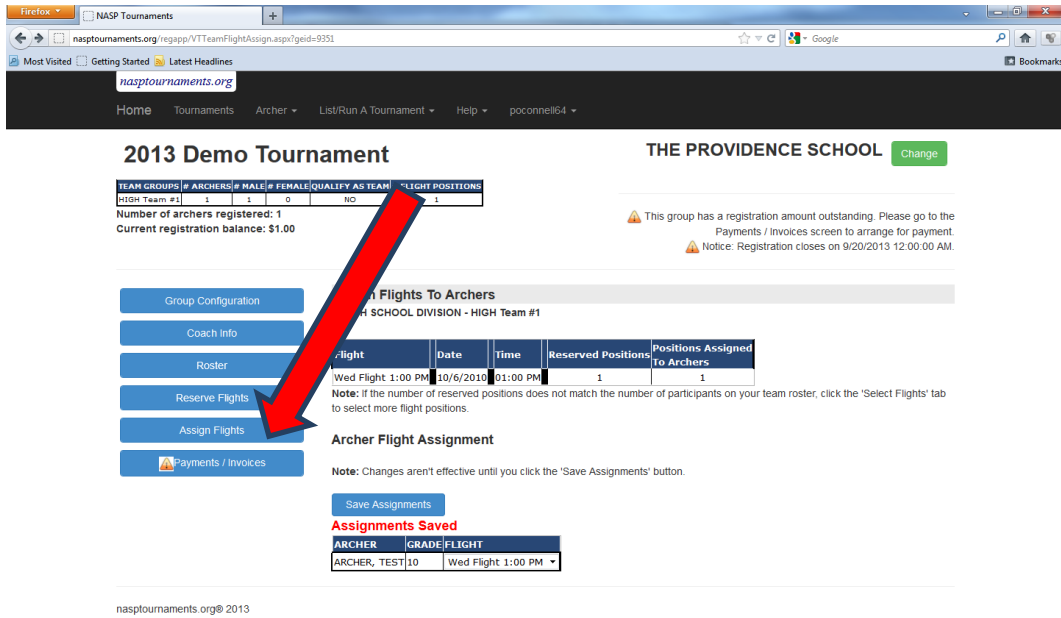 Firefox
NASP Tournaments
+
nasptournaments.org/regapp/VTTeamFlightAssign.aspx?geid=9351
Google
Most Visited Getting Started Latest Headlines
Bookmarks
nasptournaments.org
Home Tournaments Archer List/Run A Tournament Help poconnell64
2013 Demo Tournament
THE PROVIDENCE SCHOOL Change
TEAM GROUPS # ARCHERS # MALE # FEMALE QUALIFY AS TEAM FLIGHT POSITIONS
HIGH Team #1 1 1 0 NO 1
Number of archers registered: 1
Current registration balance: $1.00
This group has a registration amount outstanding. Please go to the
Payments / Invoices screen to arrange for payment.
Notice: Registration closes on 9/20/2013 12:00:00 AM.
Group Configuration
Coach Info
Roster
Reserve Flights
Assign Flights
Payments / Invoices
Flights To Archers
SCHOOL DIVISION - HIGH Team #1
Flight Date Time Reserved Positions Positions Assigned
To Archers
Wed Flight 1:00 PM 10/6/2010 01:00 PM 1 1
Note: If the number of reserved positions does not match the number of participants on your team roster, click the 'Select Flights' tab
to select more flight positions.
Archer Flight Assignment
Note: Changes aren't effective until you click the 'Save Assignments' button.
Save Assignments
Assignments Saved
ARCHER GRADE FLIGHT
ARCHER, TEST 10 Wed Flight 1:00 PM
nasptournaments.org® 2013